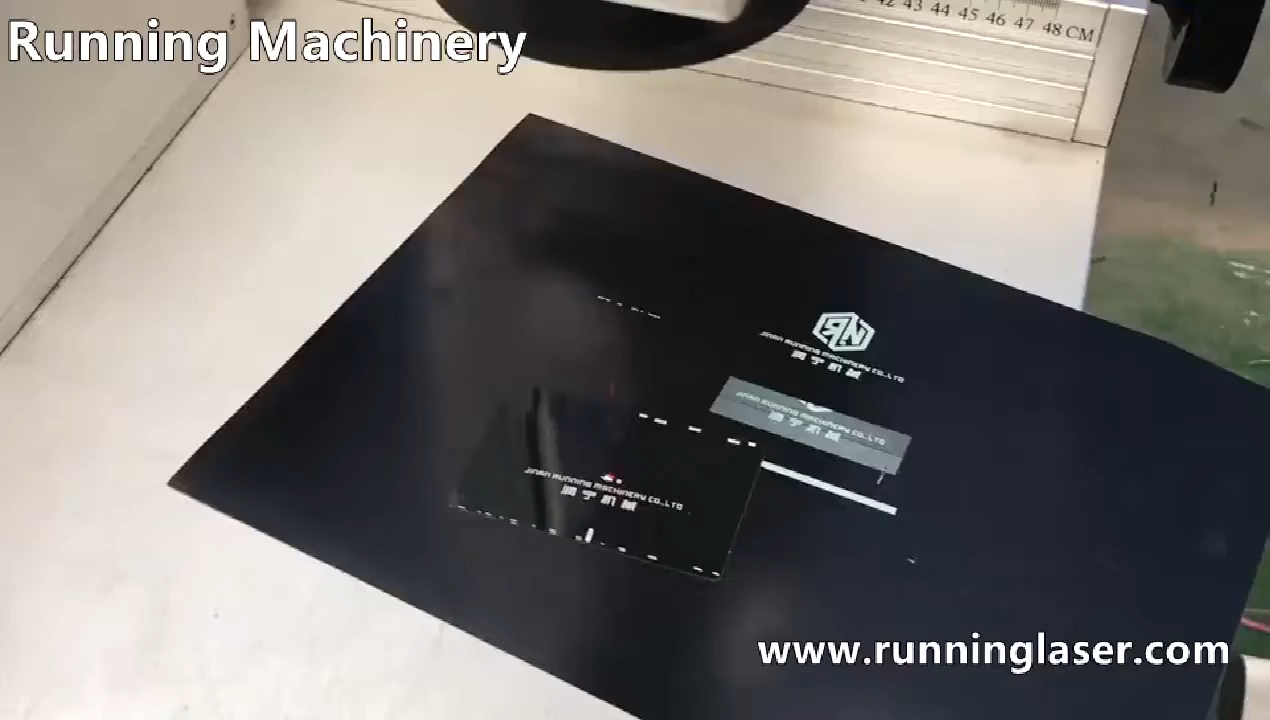 Running Machinery
42 43 44 45 46 47 48 CM
RN
JINAN RUNNING MACHINERY CO.,LTD
润宁机械
JINAN RUNNING MACHINERY CO.,LTD
润宁机械
JINAN RUNNING MACHINERY CO.,LTD
润宁机械
www.runninglaser.com